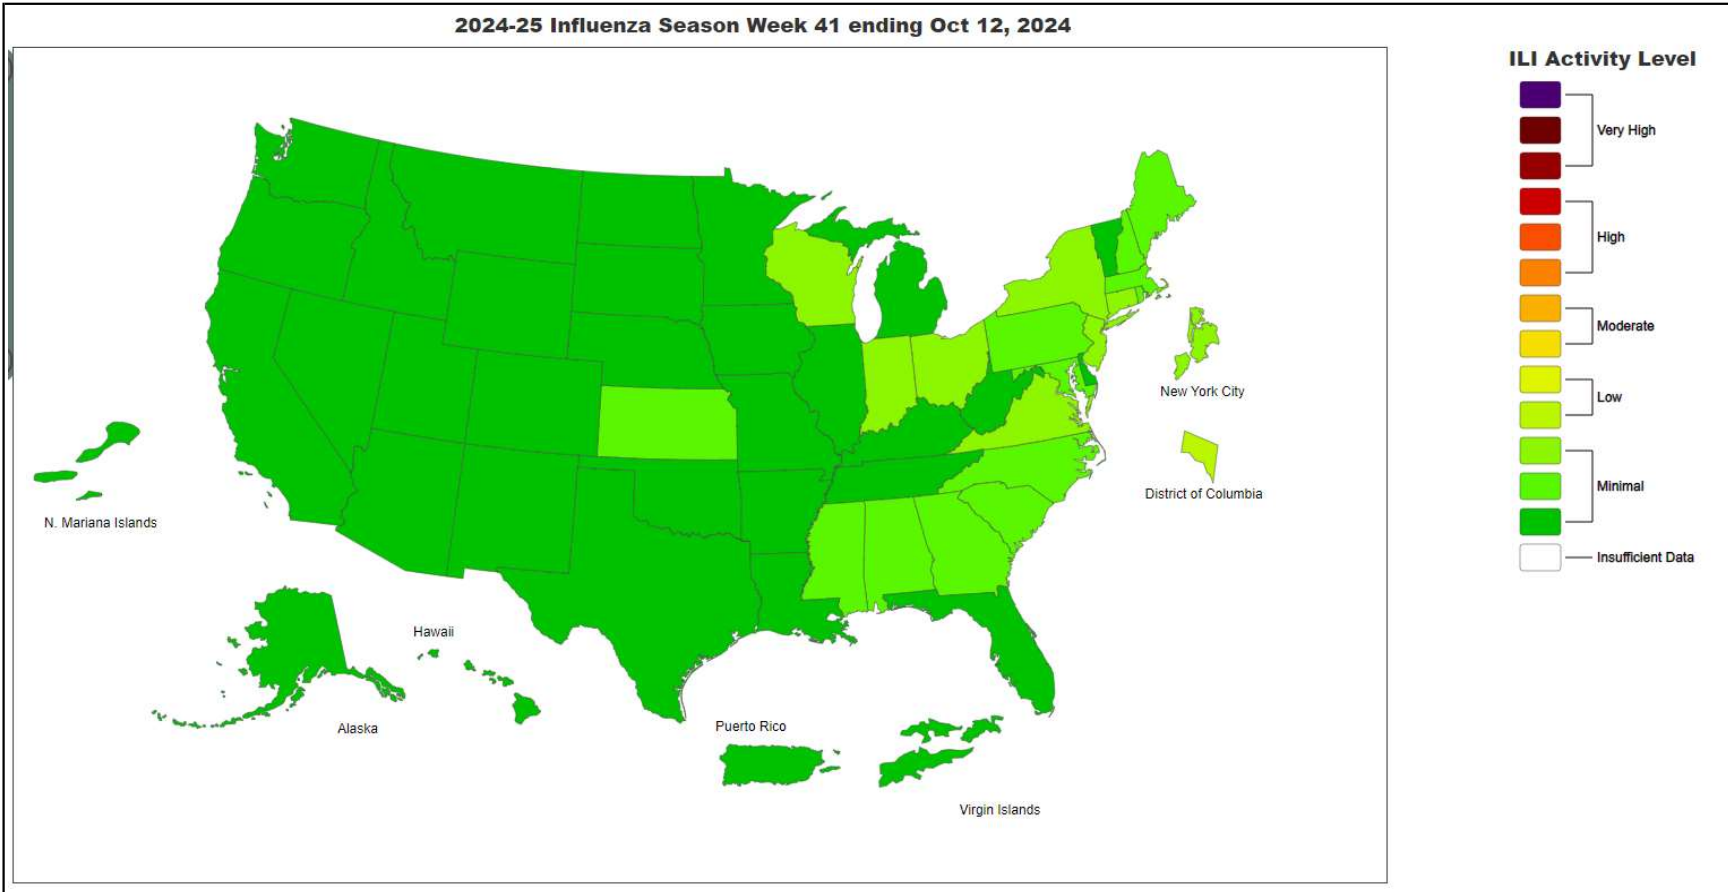 2024-25 Influenza Season Week 41 ending Oct 12, 2024
ILI Activity Level
Very High
High
Moderate
Low
Minimal
Insufficient Data
New York City
District of Columbia
N. Mariana Islands
Hawaii
Alaska
Puerto Rico
Virgin Islands